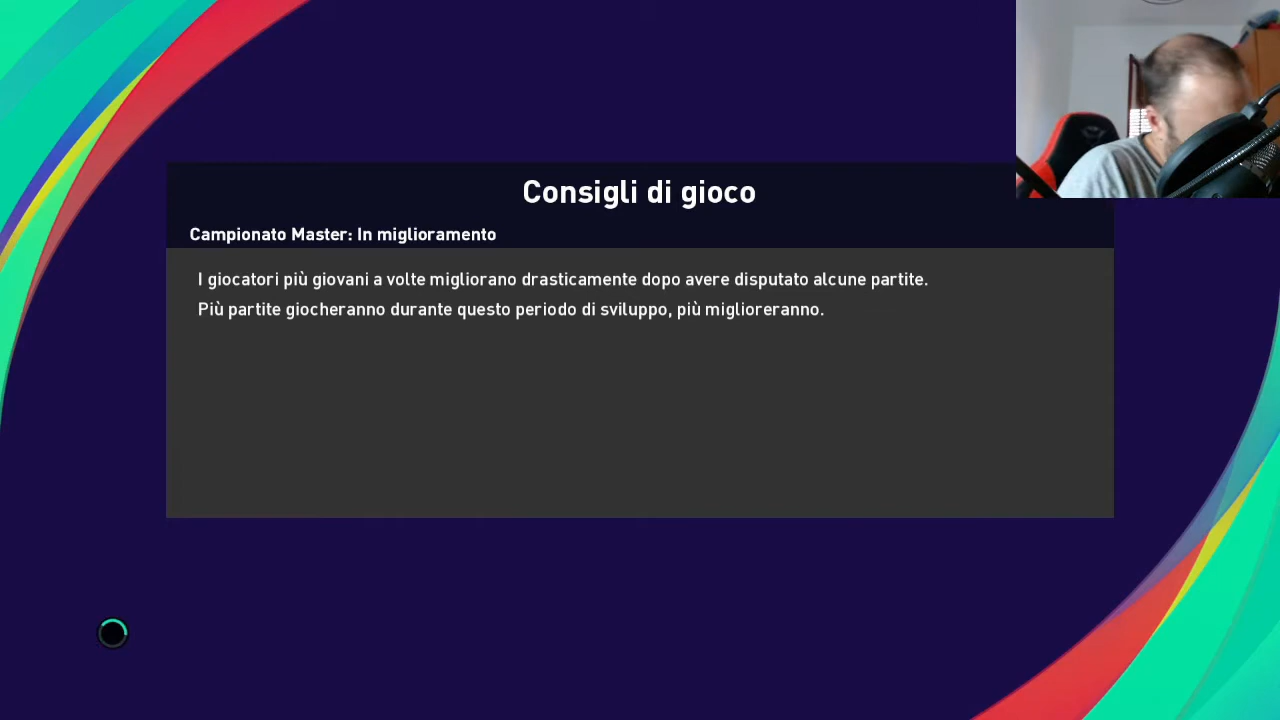 Consigli di gioco
Campionato Master: In miglioramento
I giocatori più giovani a volte migliorano drasticamente dopo avere disputato alcune partite.
Più partite giocheranno durante questo periodo di sviluppo, più miglioreranno.